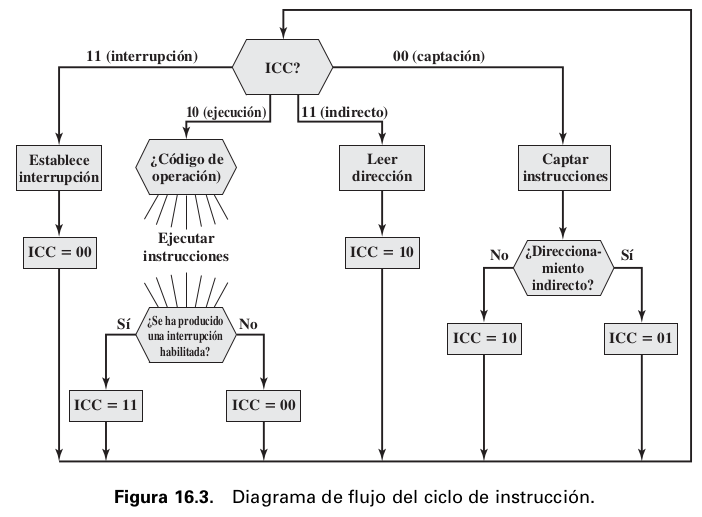 ICC?
11 (interrupción)
00 (captación)
10 (ejecución)
11 (indirecto)
Establece
interrupción
¿Código de
operación)
Leer
dirección
Captar
instrucciones
ICC = 00
Ejecutar
instrucciones
ICC = 10
No
¿Direcciona-
miento
indirecto?
Sí
Sí
¿Se ha producido
una interrupción
habilitada?
No
ICC = 10
ICC = 01
ICC = 11
ICC = 00
Figura 16.3. Diagrama de flujo del ciclo de instrucción.